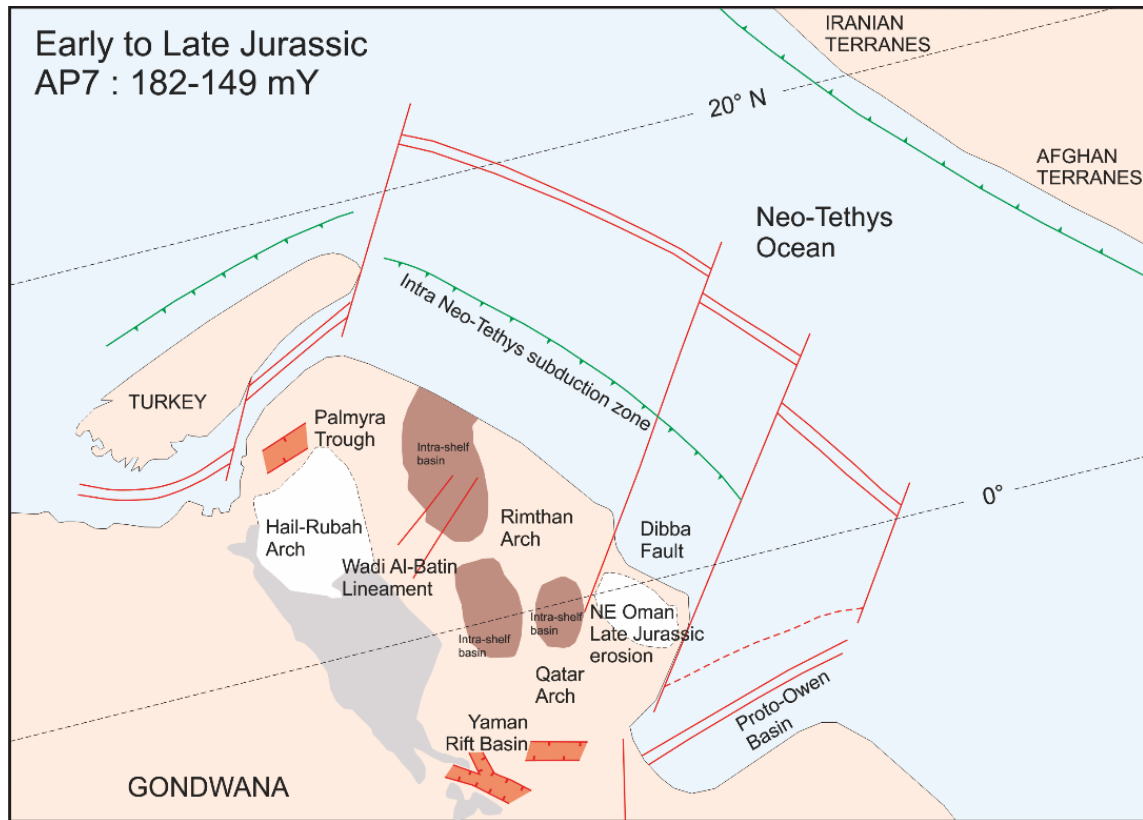 Early to Late Jurassic
AP7 : 182-149 mY
IRANIAN
TERRANES
20° N
AFGHAN
TERRANES
Neo-Tethys
Ocean
Intra Neo-Tethys subduction zone
TURKEY
Palmyra
Trough
Intra-shelf
basin
0°
Hail-Rubah
Arch
Rimthan
Arch
Dibba
Fault
Wadi Al-Batin
Lineament
Intra-shelf
basin
Intra-shelf
basin
NE Oman
Late Jurassic
erosion
Qatar
Arch
Proto-Owen
Basin
Yaman
Rift Basin
GONDWANA